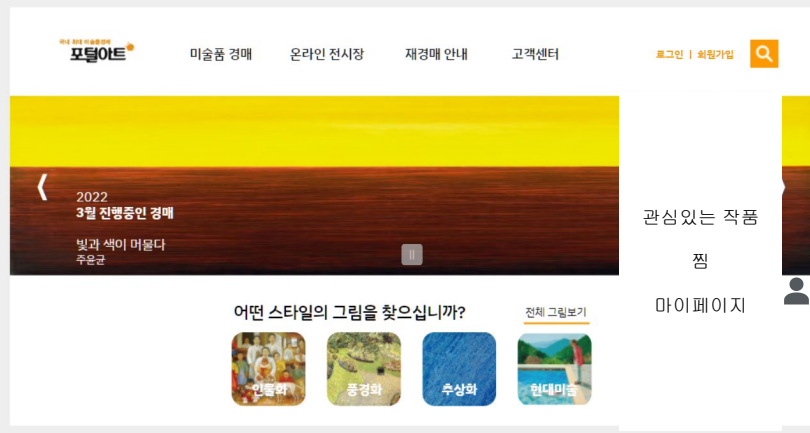 국내 최대 미술품경매
포털아트
미술품 경매 온라인 전시장 재경매 안내 고객센터
로그인 | 회원가입
2022
3월 진행중인 경매
빛과 색이 머물다
주운균
관심있는 작품
찜
마이페이지
어떤 스타일의 그림을 찾으십니까?
전체 그림보기
인물화 풍경화 추상화 현대미술